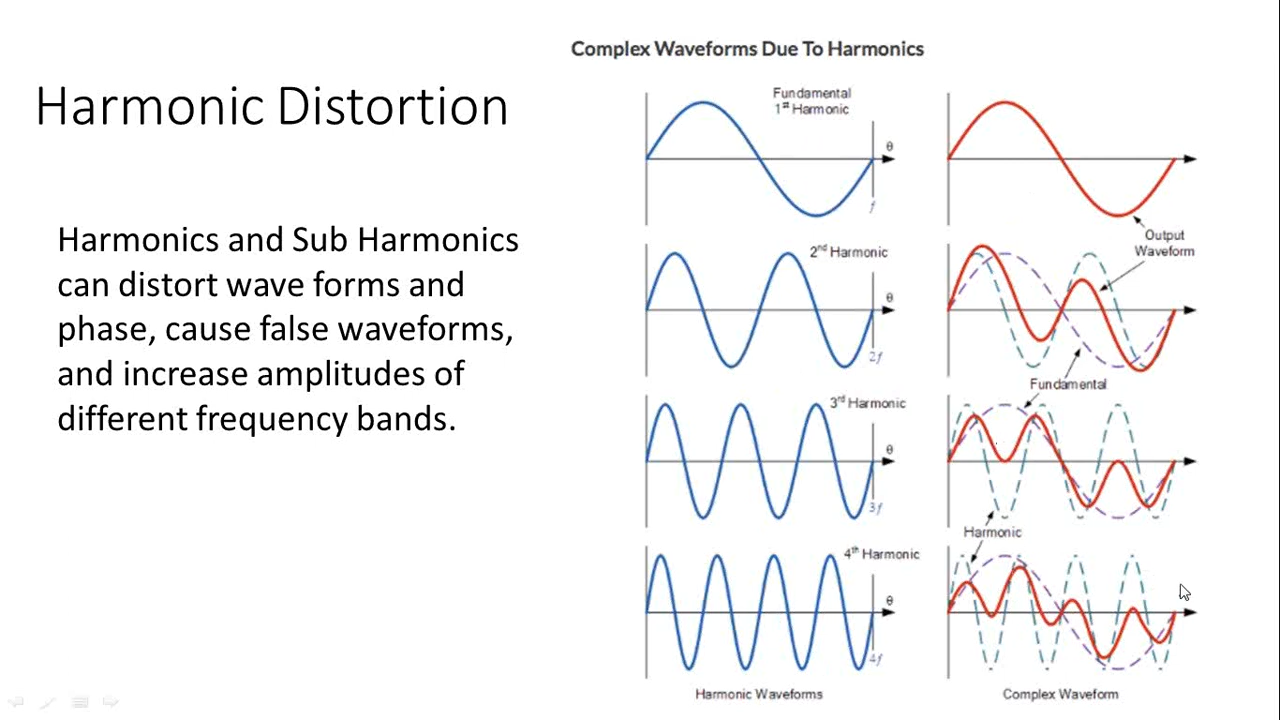 Complex Waveforms Due To Harmonics
Harmonic Distortion
Harmonics and Sub Harmonics
can distort wave forms and
phase, cause false waveforms,
and increase amplitudes of
different frequency bands.
Fundamental
1st Harmonic
θ
f
Output
Waveform
2nd Harmonic
θ
2f
Fundamental
3rd Harmonic
θ
3f
Harmonic
4th Harmonic
θ
4f
Harmonic Waveforms
Complex Waveform